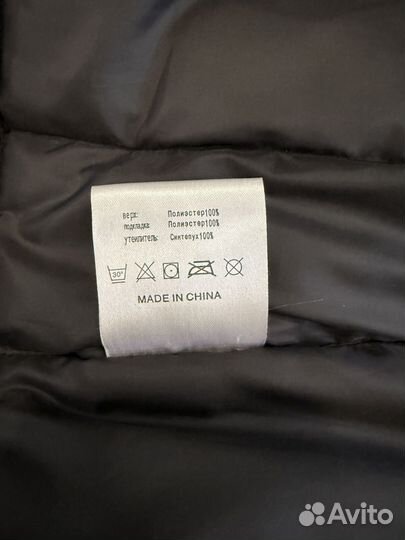 верх: Полиэстер100%
подкладка: Полиэстер100%
утеплитель: Синтепух100%
30°
MADE IN CHINA
Avito